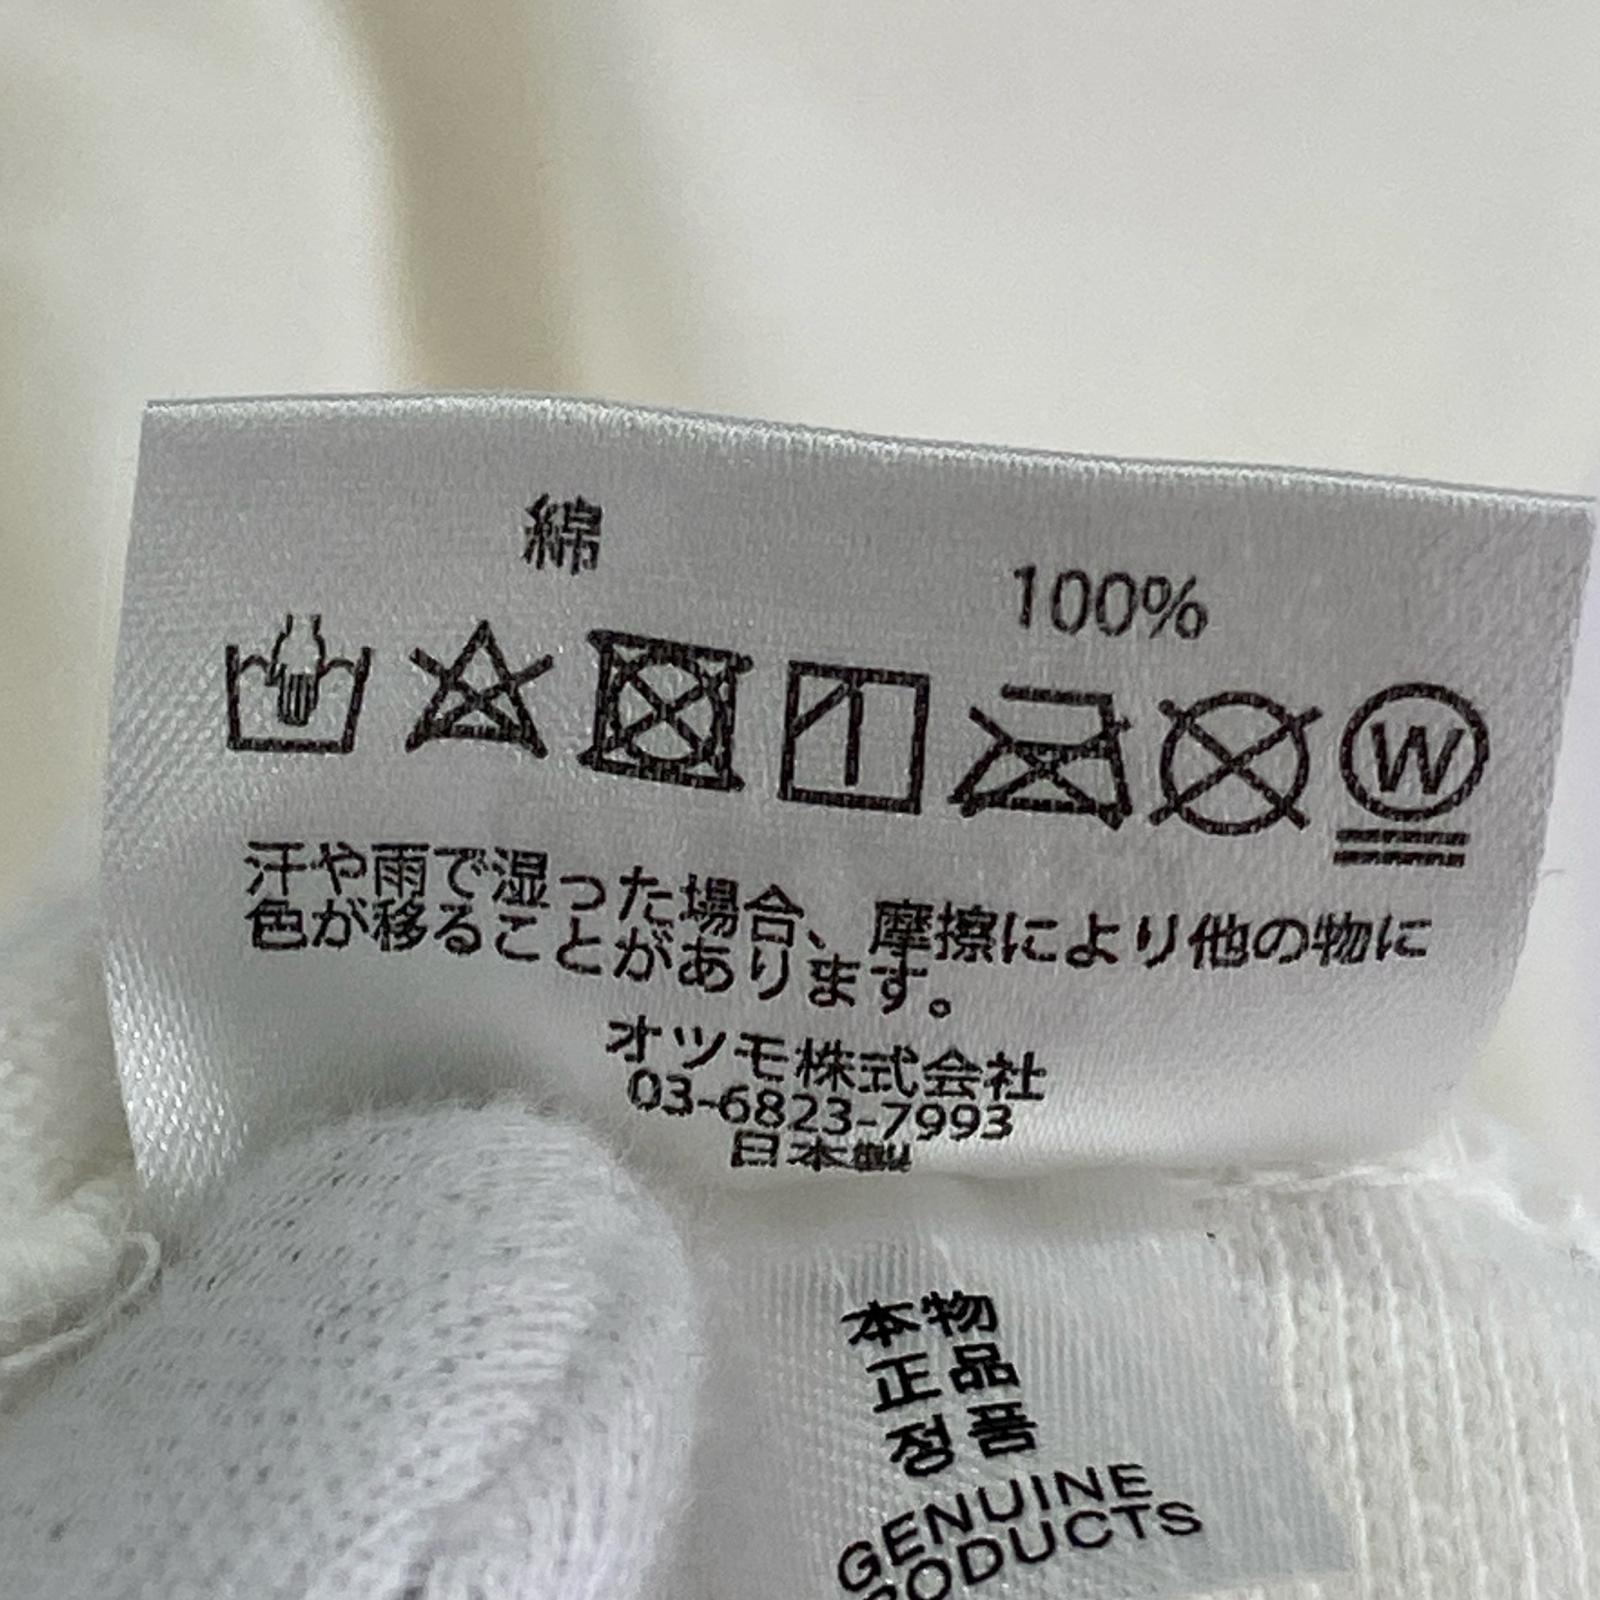 綿 100%
W
汗や雨で湿った場合、摩擦により他の物に
色が移ることがあります。
オツモ株式会社
03-6823-7993
日本製
本物
正品
정품
GENUINE
PRODUCTS